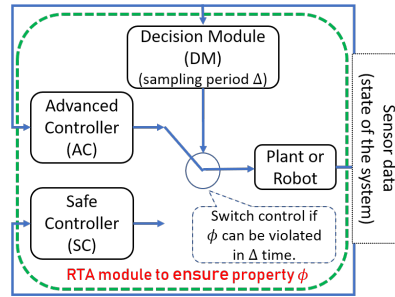 Decision Module
(DM)
(sampling period Δ)
Advanced
Controller
(AC)
Plant or
Robot
Safe
Controller
(SC)
Switch control if
ϕ can be violated
in Δ time.
RTA module to ensure property ϕ
Sensor data
(state of the system)